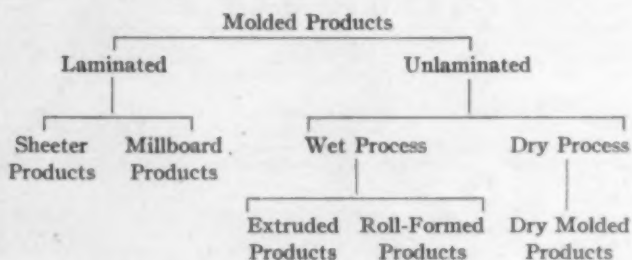 Molded Products
Laminated Unlaminated
Sheeter Millboard Wet Process Dry Process
Products Products
Extruded Roll-Formed Dry Molded
Products Products Products